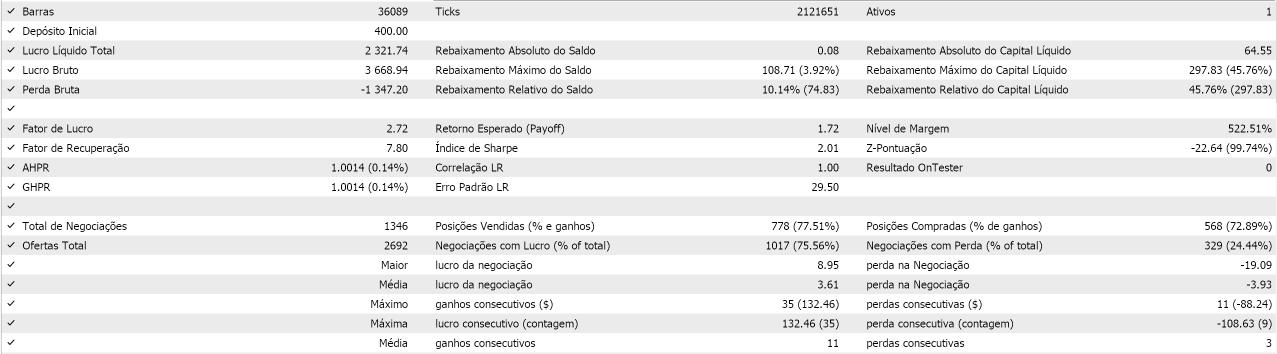 Barras 36089 Ticks 2121651 Ativos 1
Depósito Inicial 400.00
Lucro Líquido Total 2 321.74 Rebaixamento Absoluto do Saldo 0.08 Rebaixamento Absoluto do Capital Líquido 64.55
Lucro Bruto 3 668.94 Rebaixamento Máximo do Saldo 108.71 (3.92%) Rebaixamento Máximo do Capital Líquido 297.83 (45.76%)
Perda Bruta -1 347.20 Rebaixamento Relativo do Saldo 10.14% (74.83) Rebaixamento Relativo do Capital Líquido 45.76% (297.83)
Fator de Lucro 2.72 Retorno Esperado (Payoff) 1.72 Nível de Margem 522.51%
Fator de Recuperação 7.80 Índice de Sharpe 2.01 Z-Pontuação -22.64 (99.74%)
AHPR 1.0014 (0.14%) Correlação LR 1.00 Resultado OnTester 0
GHPR 1.0014 (0.14%) Erro Padrão LR 29.50
Total de Negociações 1346 Posições Vendidas (% e ganhos) 778 (77.51%) Posições Compradas (% de ganhos) 568 (72.89%)
Ofertas Total 2692 Negociações com Lucro (% of total) 1017 (75.56%) Negociações com Perda (% of total) 329 (24.44%)
Maior lucro da negociação 8.95 perda na Negociação -19.09
Média lucro da negociação 3.61 perda na Negociação -3.93
Máximo ganhos consecutivos ($) 35 (132.46) perdas consecutivas ($) 11 (-88.24)
Máxima lucro consecutivo (contagem) 132.46 (35) perda consecutiva (contagem) -108.63 (9)
Média ganhos consecutivos 11 perdas consecutivas 3